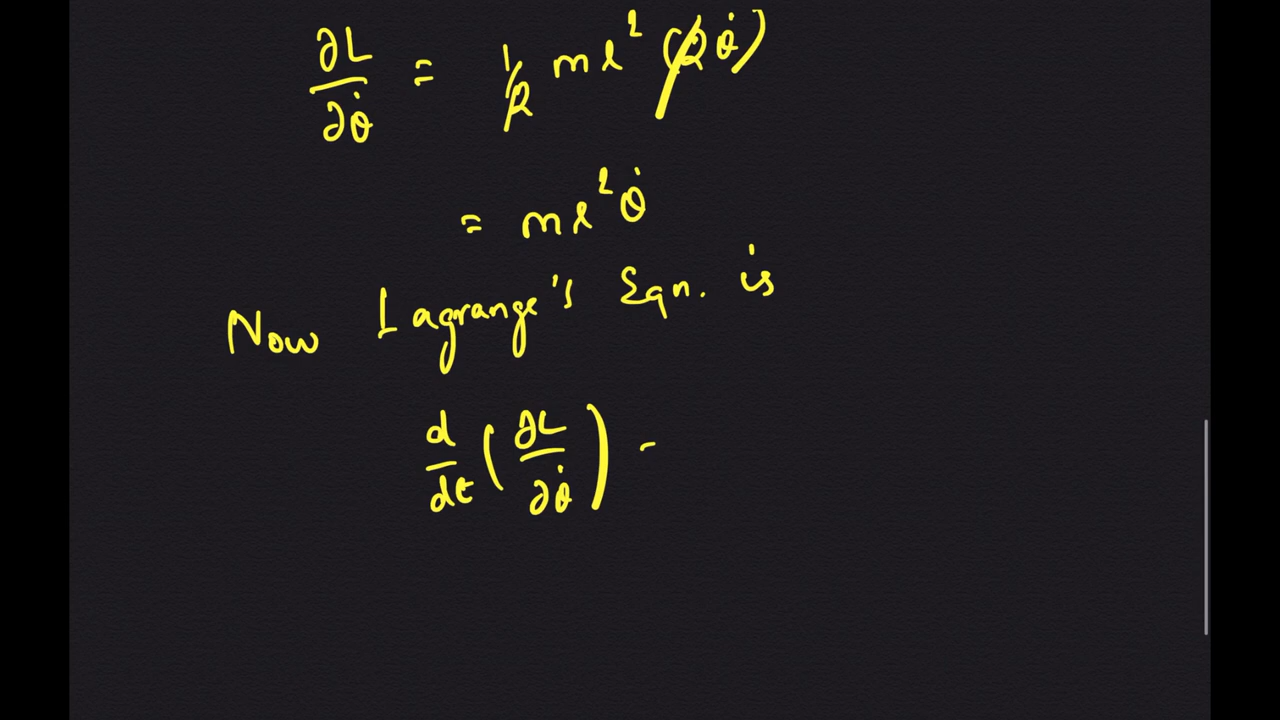 ∂L/∂θ̇ = 1/2 ml² (2θ̇)
= ml²θ̇
Now Lagrange's Eqn. is
d/dt (∂L/∂θ̇) -